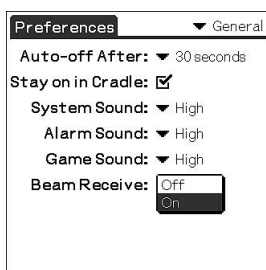 Preferences General
Auto-off After: 30 seconds
Stay on in Cradle:
System Sound: High
Alarm Sound: High
Game Sound: High
Beam Receive: Off
On